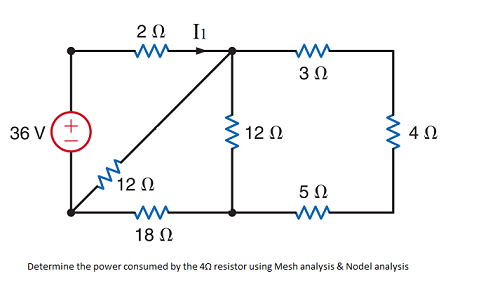 2 Ω I1
3 Ω
36 V + 12 Ω 4 Ω
12 Ω
5 Ω
18 Ω
Determine the power consumed by the 4Ω resistor using Mesh analysis & Nodel analysis